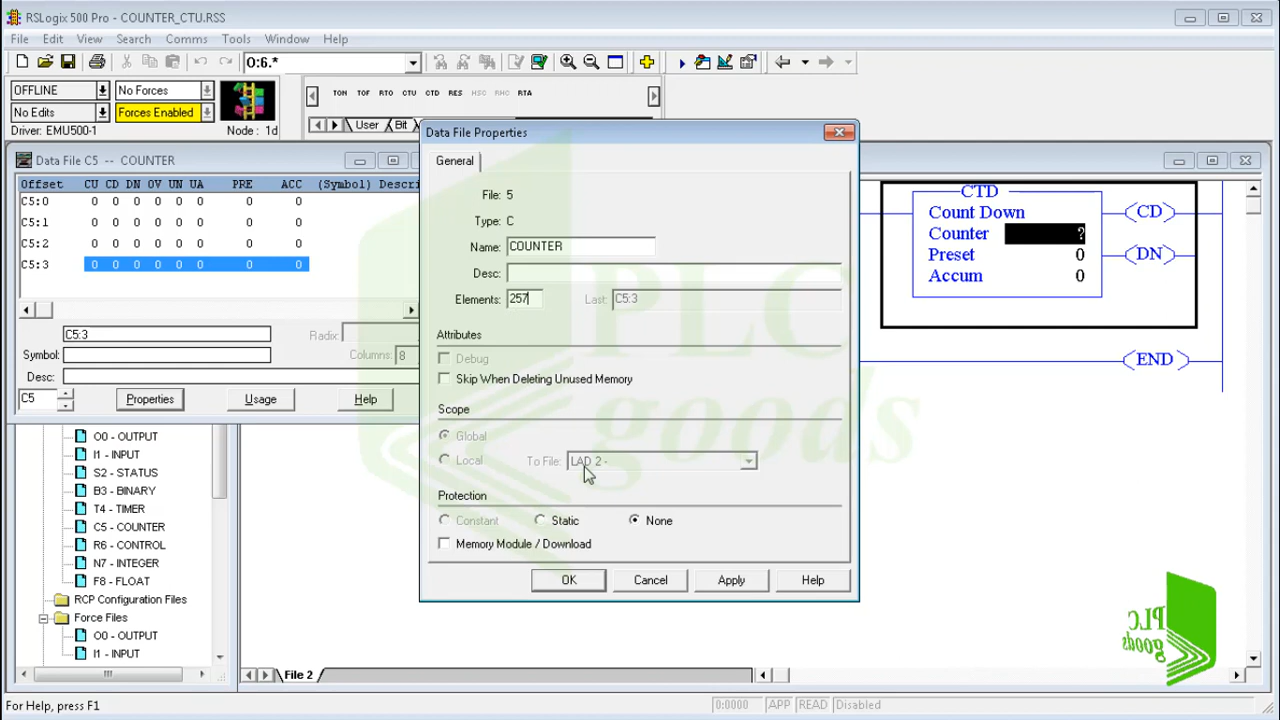 RSLogix 500 Pro - COUNTER_CTU.RSS
File Edit View Search Comms Tools Window Help
O:6.*
OFFLINE
No Forces
No Edits
Forces Enabled
Driver: EMU500-1
Node : 1d
TON TOF RTO CTU CTD RES HSC RHC RTA
User
Bit
Data File C5 -- COUNTER
Offset CU CD DN OV UN UA PRE ACC (Symbol) Descri
C5:0 0 0 0 0 0 0 0 0
C5:1 0 0 0 0 0 0 0 0
C5:2 0 0 0 0 0 0 0 0
C5:3 0 0 0 0 0 0 0 0
C5:3
Radix:
Symbol:
Columns: 8
Desc:
C5
Properties
Usage
Help
O0 - OUTPUT
I1 - INPUT
S2 - STATUS
B3 - BINARY
T4 - TIMER
C5 - COUNTER
R6 - CONTROL
N7 - INTEGER
F8 - FLOAT
RCP Configuration Files
Force Files
O0 - OUTPUT
I1 - INPUT
Data File Properties
General
File: 5
Type: C
Name: COUNTER
Desc:
Elements: 257
Last: C5:3
Attributes
Debug
Skip When Deleting Unused Memory
Scope
Global
Local
To File: LAD 2 -
Protection
Constant
Static
None
Memory Module / Download
OK
Cancel
Apply
Help
CTD
Count Down
Counter ?
Preset 0
Accum 0
CD
DN
END
PLC
goods
PLC
goods
File 2
For Help, press F1
0:0000
APP
READ
Disabled